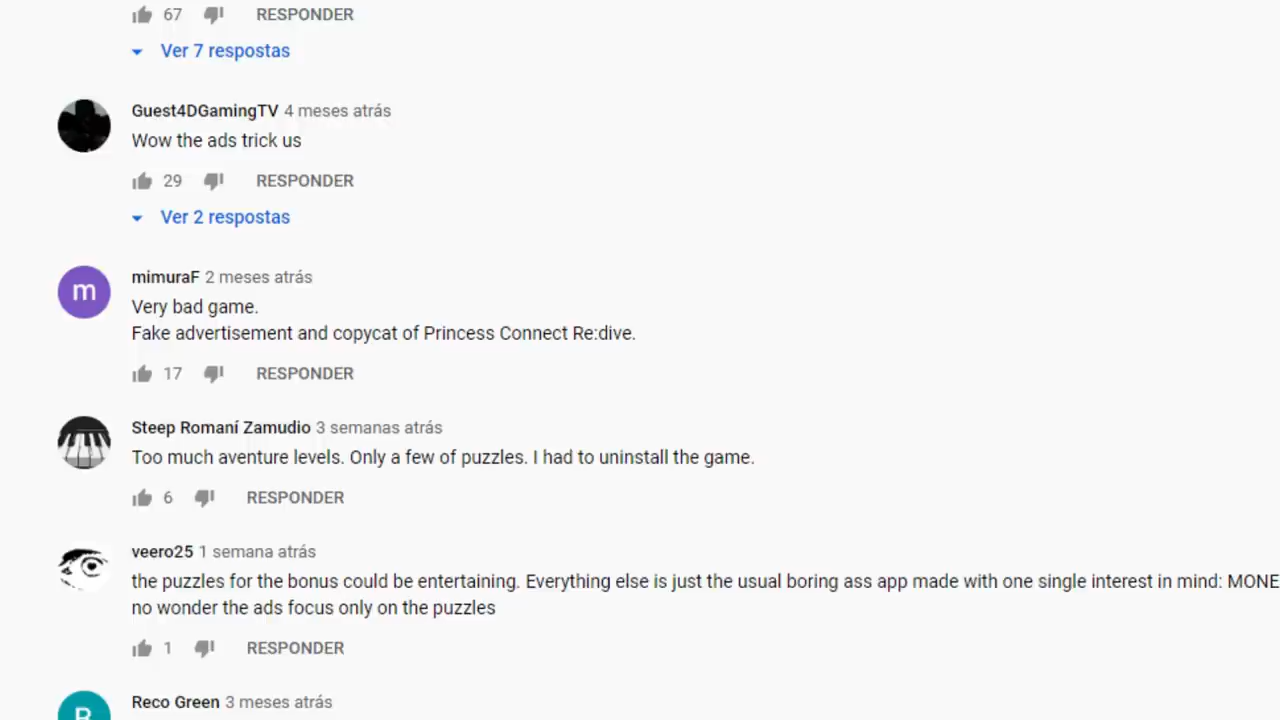 67 RESPONDER
Ver 7 respostas
Guest4DGamingTV 4 meses atrás
Wow the ads trick us
29 RESPONDER
Ver 2 respostas
m
mimuraF 2 meses atrás
Very bad game.
Fake advertisement and copycat of Princess Connect Re:dive.
17 RESPONDER
Steep Romaní Zamudio 3 semanas atrás
Too much aventure levels. Only a few of puzzles. I had to uninstall the game.
6 RESPONDER
veero25 1 semana atrás
the puzzles for the bonus could be entertaining. Everything else is just the usual boring ass app made with one single interest in mind: MONE
no wonder the ads focus only on the puzzles
1 RESPONDER
R
Reco Green 3 meses atrás